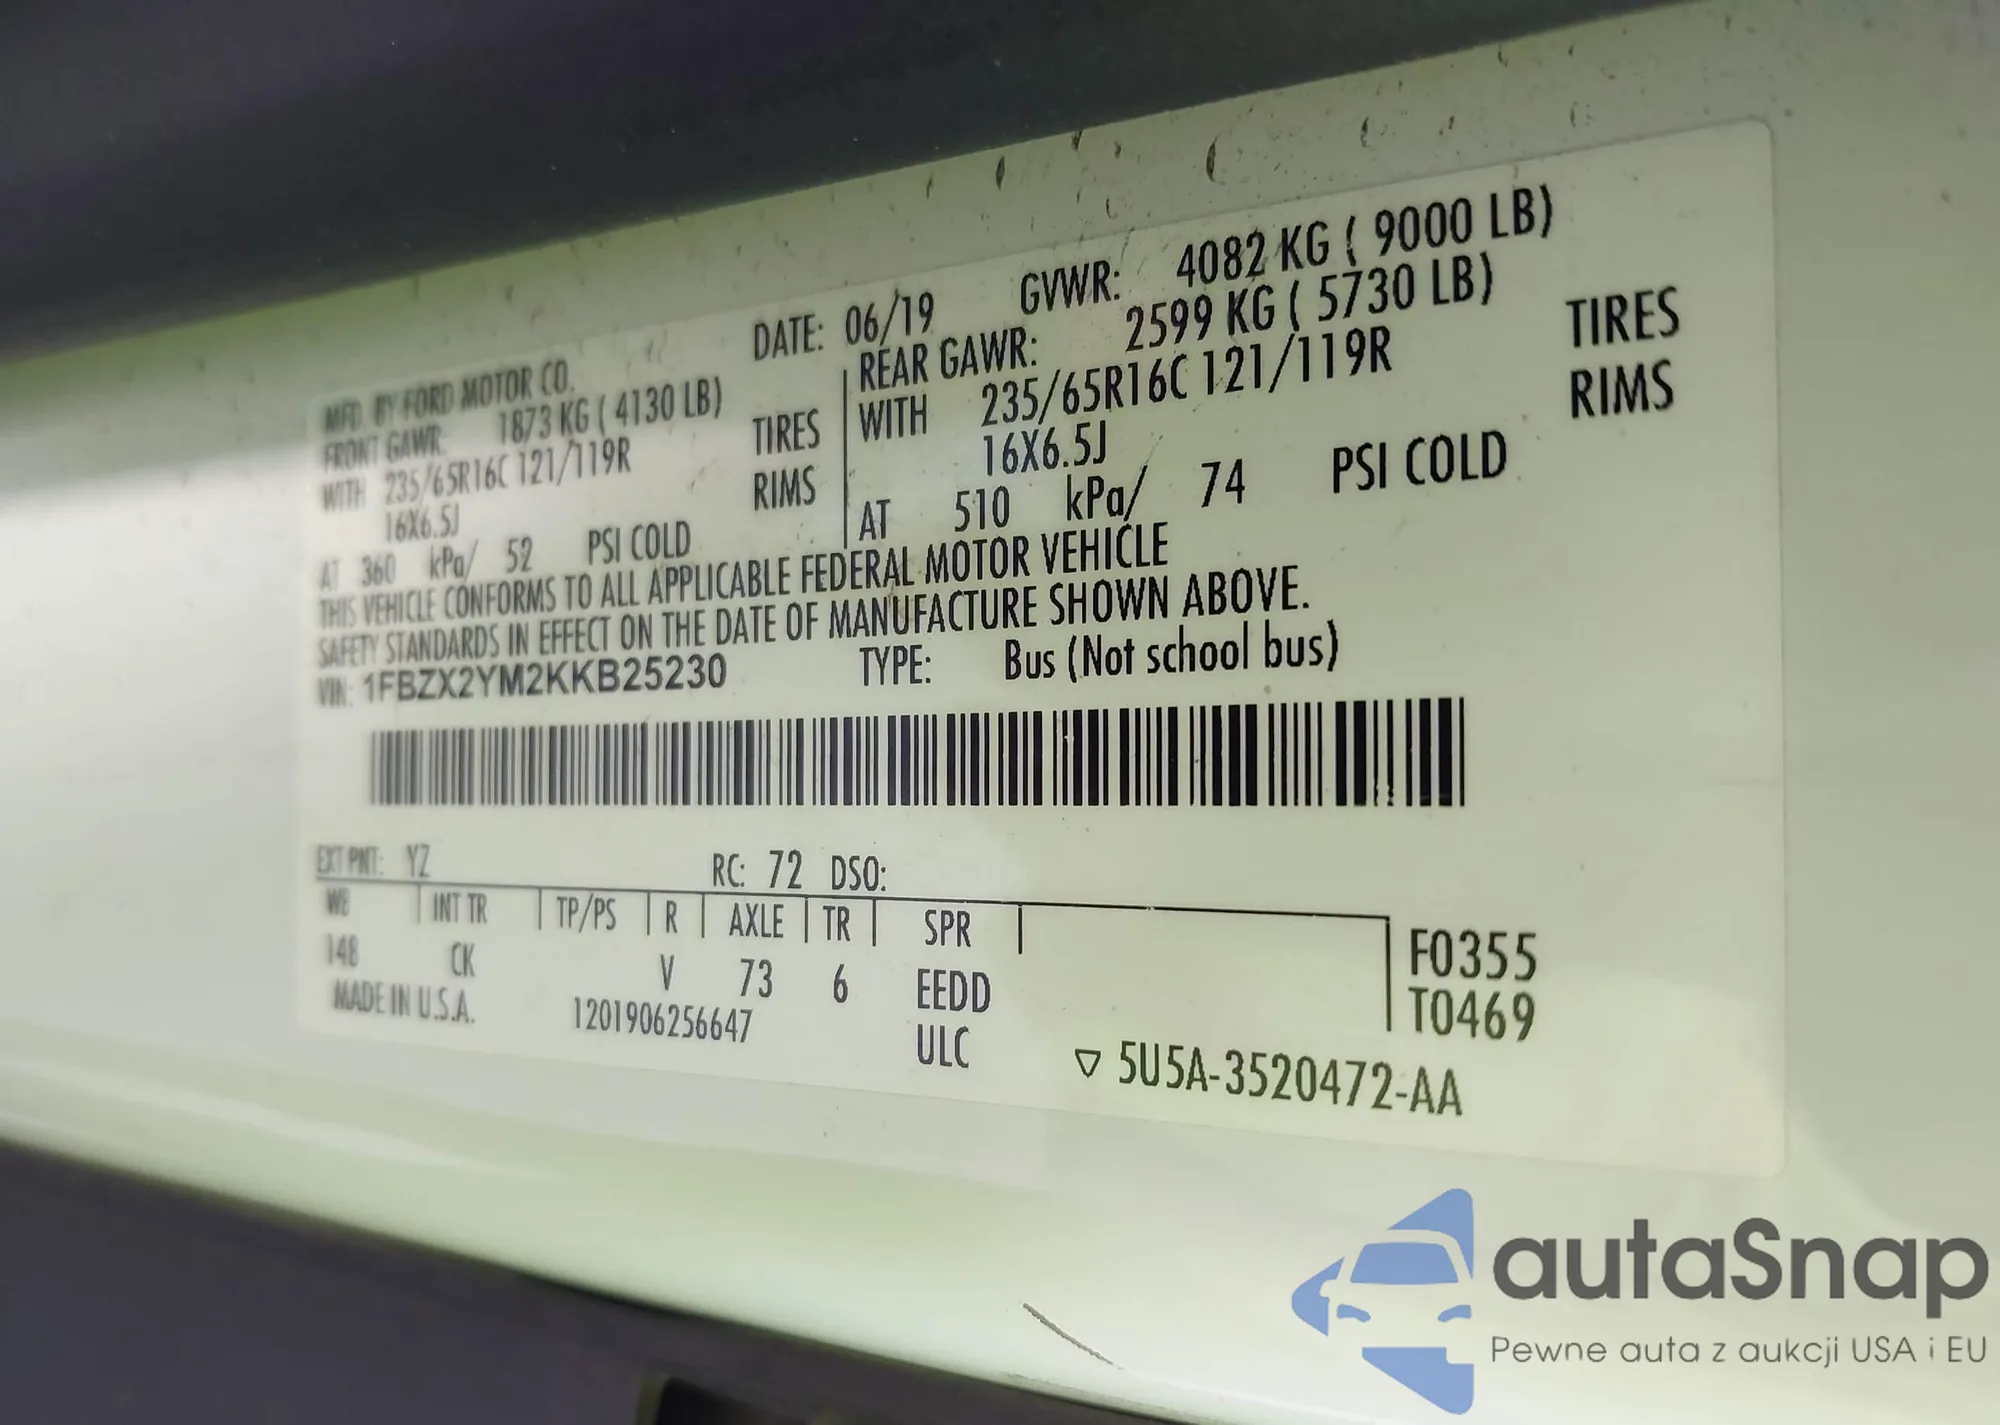 MFD. BY FORD MOTOR CO.
DATE: 06/19 GVWR: 4082 KG ( 9000 LB)
FRONT GAWR: 1873 KG ( 4130 LB)
WITH 235/65R16C 121/119R TIRES
16X6.5J RIMS
AT 360 kPa/ 52 PSI COLD
REAR GAWR: 2599 KG ( 5730 LB)
WITH 235/65R16C 121/119R TIRES
16X6.5J RIMS
AT 510 kPa/ 74 PSI COLD
THIS VEHICLE CONFORMS TO ALL APPLICABLE FEDERAL MOTOR VEHICLE
SAFETY STANDARDS IN EFFECT ON THE DATE OF MANUFACTURE SHOWN ABOVE.
VIN: 1FBZX2YM2KKB25230 TYPE: Bus (Not school bus)
EXT PNT: YZ RC: 72 DSO:
WB INT TR TP/PS R AXLE TR SPR
148 CK V 73 6 EEDD
ULC
F0355
T0469
MADE IN U.S.A. 1201906256647
▽ 5U5A-3520472-AA
autaSnap
Pewne auta z aukcji USA i EU